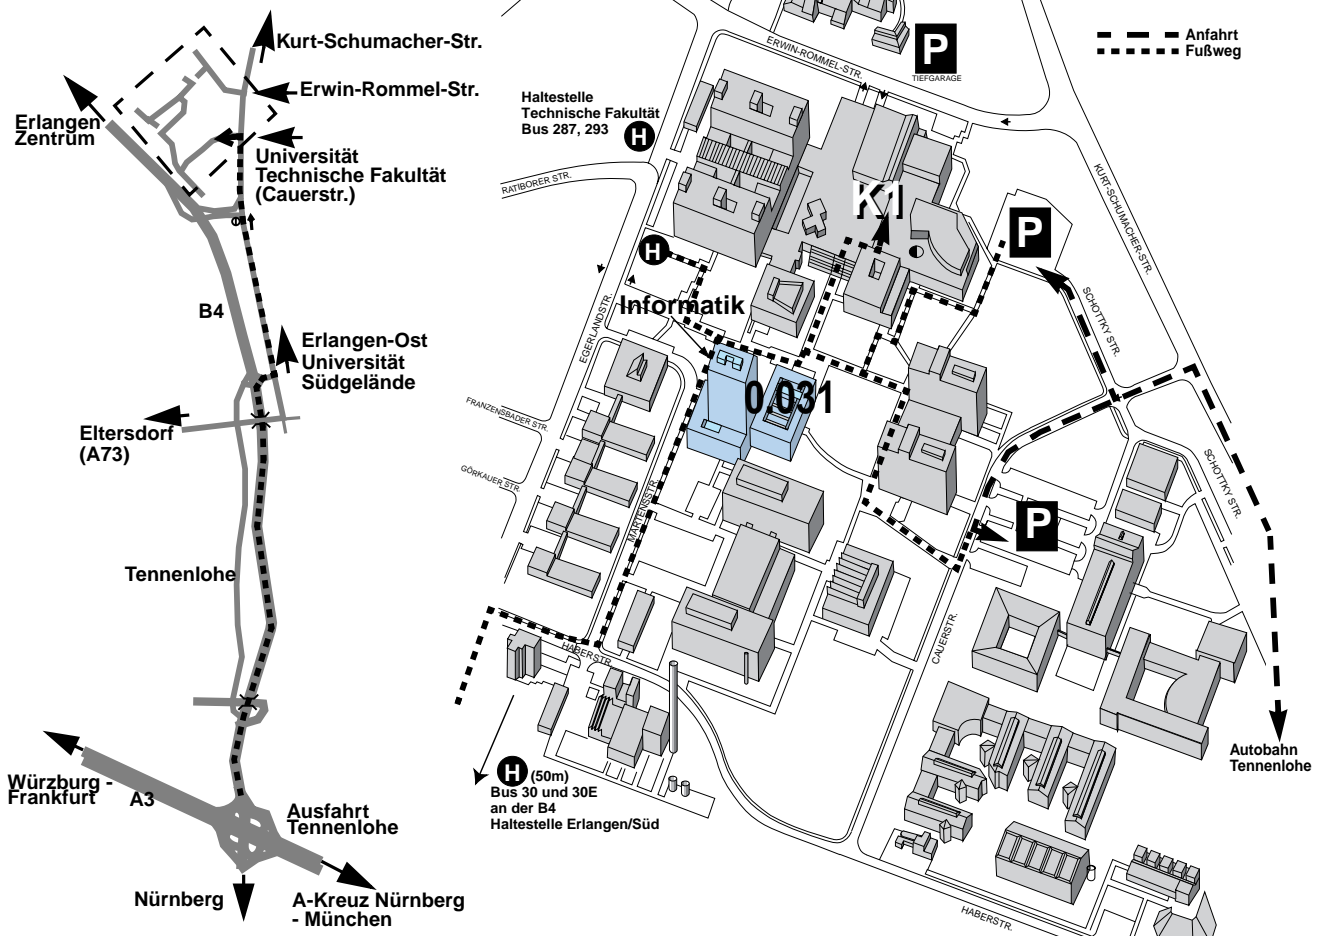 Kurt-Schumacher-Str.
Erwin-Rommel-Str.
Erlangen
Zentrum
Universität
Technische Fakultät
(Cauerstr.)
B4
Erlangen-Ost
Universität
Südgelände
Eltersdorf
(A73)
Tennenlohe
Würzburg -
Frankfurt
A3
Ausfahrt
Tennenlohe
Nürnberg
A-Kreuz Nürnberg
- München
Anfahrt
Fußweg
ERWIN-ROMMEL-STR.
P
TIEFGARAGE
Haltestelle
Technische Fakultät
Bus 287, 293
H
RATIBORER STR.
KURT-SCHUMACHER-STR.
K1
P
H
Informatik
EGERLANDSTR.
SCHOTTKY STR.
0.031
FRANZENSBADER STR.
GÖRKAUER STR.
MARTENSSTR.
SCHOTTKY STR.
P
CAUERSTR.
HABERSTR.
Autobahn
Tennenlohe
H (50m)
Bus 30 und 30E
an der B4
Haltestelle Erlangen/Süd
HABERSTR.